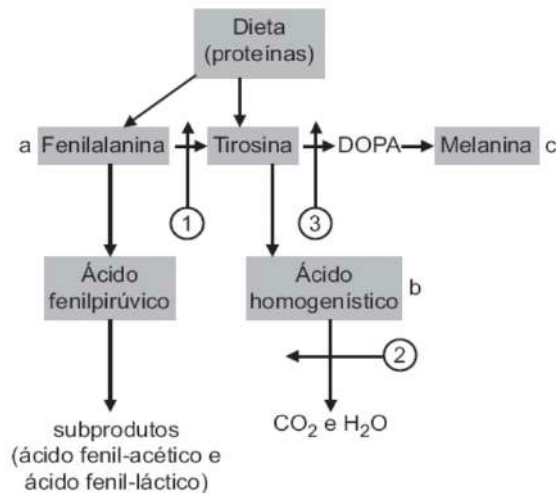 Dieta
(proteínas)
a Fenilalanina Tirosina DOPA Melanina c
1 3
Ácido
fenilpirúvico
Ácido
homogenístico b
2
CO₂ e H₂O
subprodutos
(ácido fenil-acético e
ácido fenil-láctico)